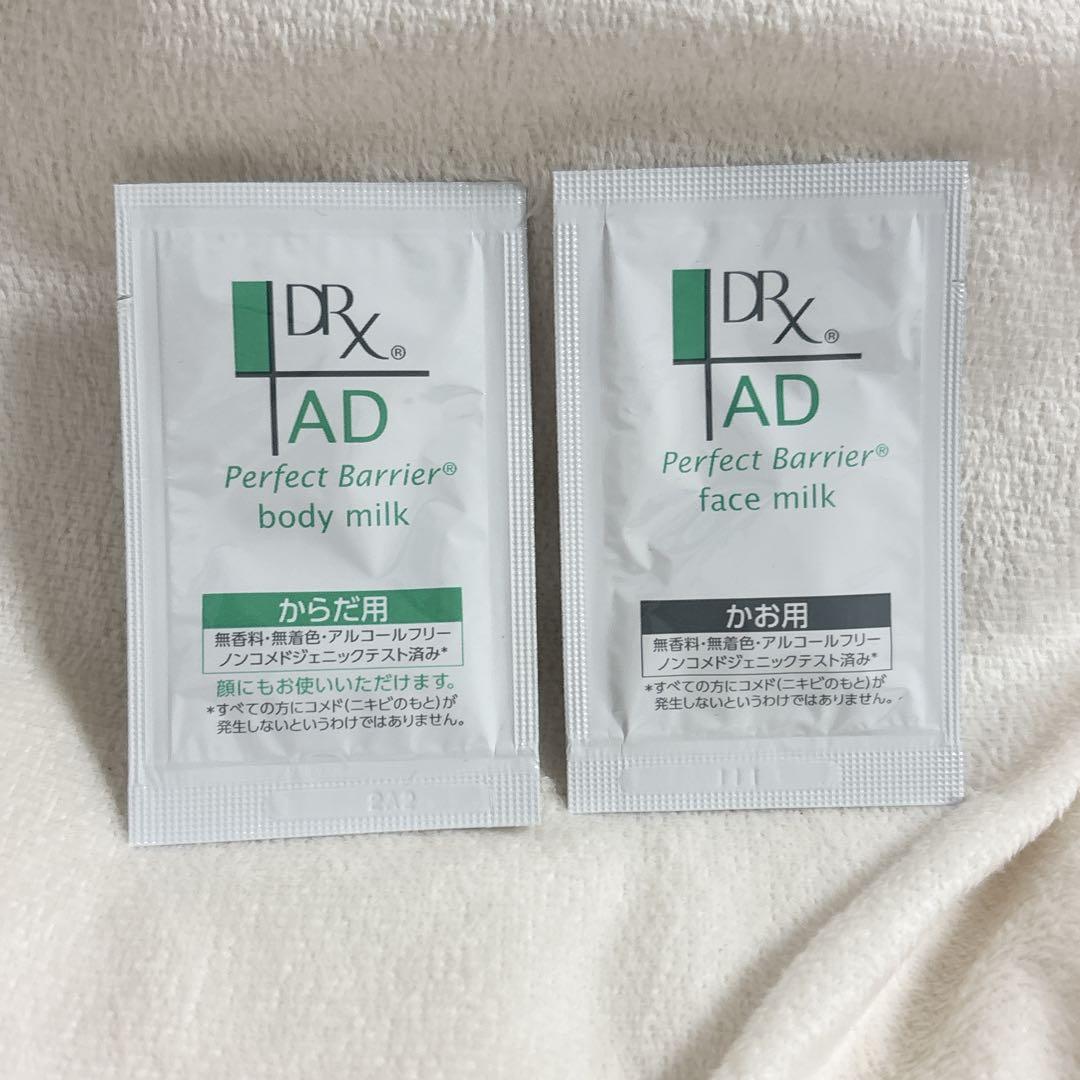 DRX®
AD
Perfect Barrier®
body milk
からだ用
無香料・無着色・アルコールフリー
ノンコメドジェニックテスト済み*
顔にもお使いいただけます。
*すべての方にコメド(ニキビのもと)が
発生しないというわけではありません。
2A2
DRX®
AD
Perfect Barrier®
face milk
かお用
無香料・無着色・アルコールフリー
ノンコメドジェニックテスト済み*
*すべての方にコメド(ニキビのもと)が
発生しないというわけではありません。